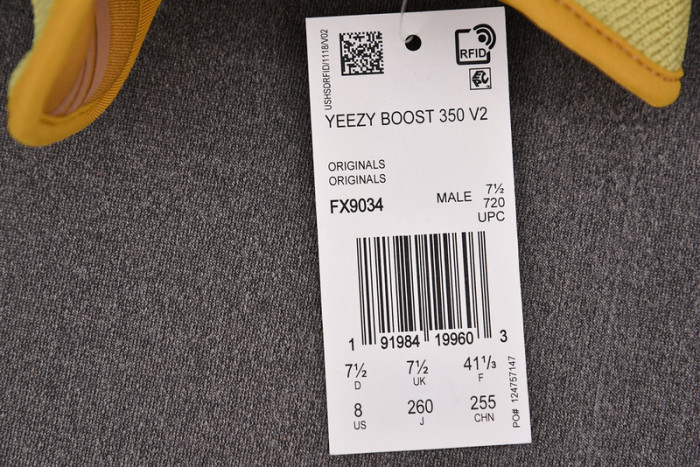 USHSDRFID/1118/V02
RFID
YEEZY BOOST 350 V2
ORIGINALS
ORIGINALS
FX9034
MALE
7½
720
UPC
1 91984 19960 3
7½ 7½ 41⅓
D UK F
8 260 255
US J CHN
PO# 124757147